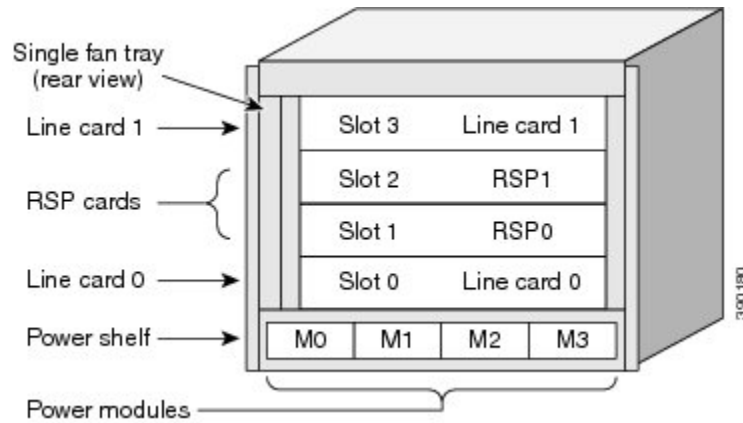 Single fan tray
(rear view)
Line card 1
Slot 3 Line card 1
RSP cards
Slot 2 RSP1
Slot 1 RSP0
Line card 0
Slot 0 Line card 0
Power shelf
M0 M1 M2 M3
Power modules
390180